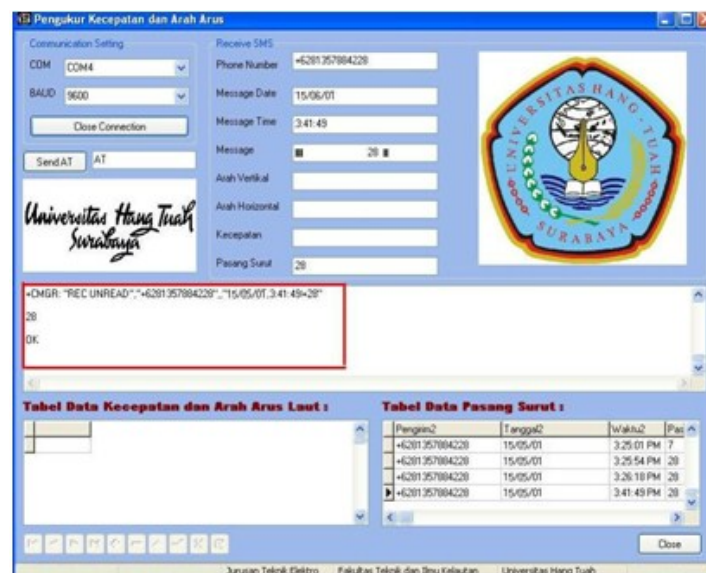 Pengukur Kecepatan dan Arah Arus
Communication Setting
COM COM4
BAUD 9600
Close Connection
Send AT AT
Universitas Hang Tuah
Surabaya
Receive SMS
Phone Number +6281357884228
Message Date 15/06/01
Message Time 3:41:49
Message 28
Arah Vertikal
Arah Horizontal
Kecepatan
Pasang Surut 28
UNIVERSITAS HANG-TUAH
SURABAYA
+CMGR: "REC UNREAD","+6281357884228",,"15/05/01,3:41:49+28"
28
OK
Tabel Data Kecepatan dan Arah Arus Laut :
Tabel Data Pasang Surut :
Pengirim2 Tanggal2 Waktu2 Pas
+6281357884228 15/05/01 3:25:01 PM 7
+6281357884228 15/05/01 3:25:54 PM 28
+6281357884228 15/05/01 3:26:18 PM 28
+6281357884228 15/05/01 3:41:49 PM 28
Close
Jurusan Teknik Elektro Fakultas Teknik dan Ilmu Kelautan Universitas Hang Tuah